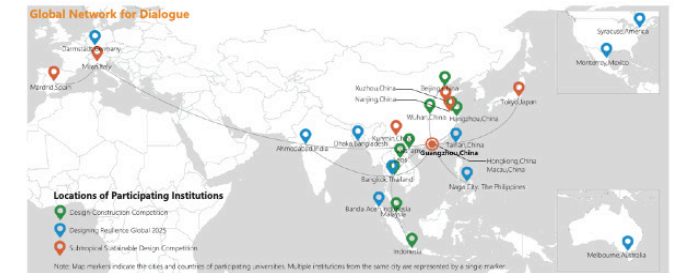 Global Network for Dialogue
Darmstadt,Germany
Milan,Italy
Madrid,Spain
Syracuse,America
Monterrey,Mexico
Xuzhou,China
Beijing,China
Nanjing,China
Tokyo,Japan
Wuhan,China
Hangzhou,China
Ahmedabad,India
Dhaka,Bangladesh
Kunming,China
Tainan,China
Guangzhou,China
Hongkong,China
Macau,China
Bangkok,Thailand
Naga City, The Philippines
Banda Aceh,Indonesia
Malaysia
Indonesia
Melbourne,Australia
Locations of Participating Institutions
Design Construction Competition
Designing Resilience Global 2025
Subtropical Sustainable Design Competition
Note: Map markers indicate the cities and countries of participating universities. Multiple institutions from the same city are represented by a single marker.